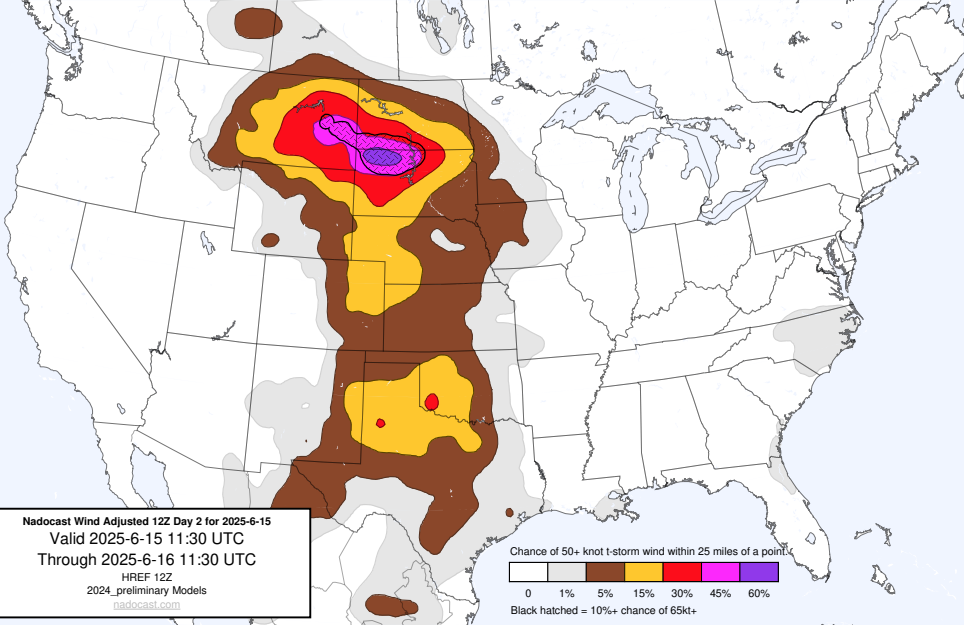 Nadocast Wind Adjusted 12Z Day 2 for 2025-6-15
Valid 2025-6-15 11:30 UTC
Through 2025-6-16 11:30 UTC
HREF 12Z
2024_preliminary Models
nadocast.com
Chance of 50+ knot t-storm wind within 25 miles of a point.
0 1% 5% 15% 30% 45% 60%
Black hatched = 10%+ chance of 65kt+